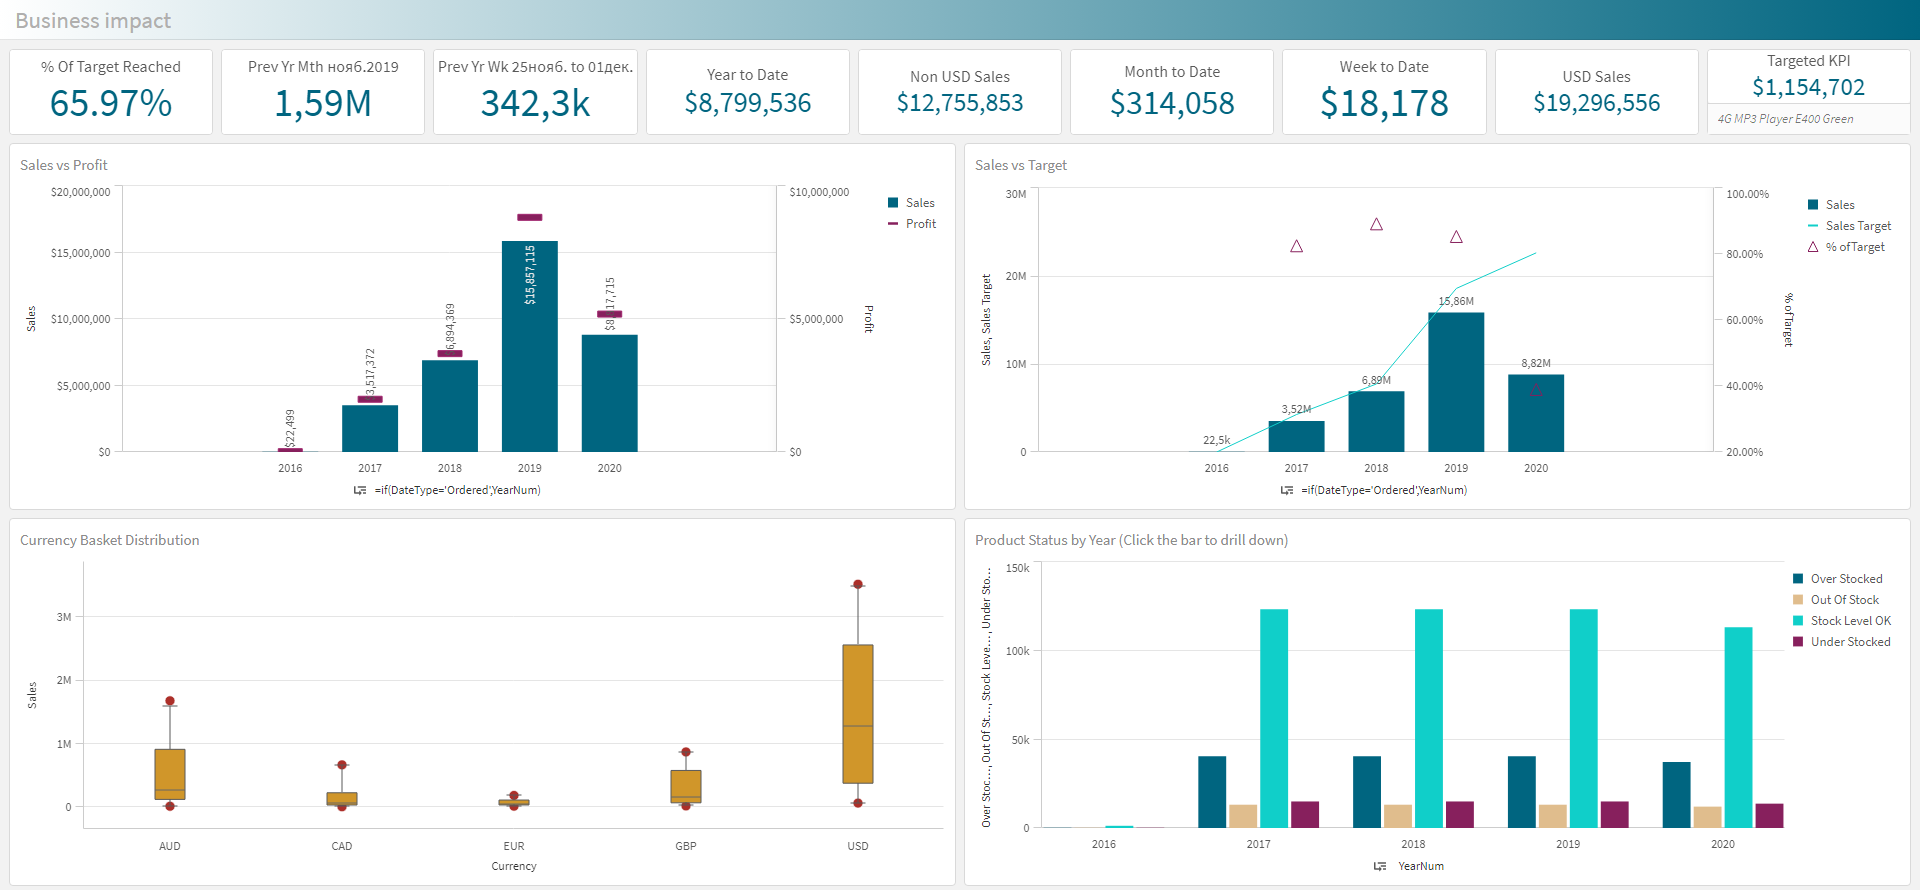 Business impact
% Of Target Reached
65.97%
Prev Yr Mth нояб.2019
1,59M
Prev Yr Wk 25нояб. to 01дек.
342,3k
Year to Date
$8,799,536
Non USD Sales
$12,755,853
Month to Date
$314,058
Week to Date
$18,178
USD Sales
$19,296,556
Targeted KPI
$1,154,702
4G MP3 Player E400 Green
Sales vs Profit
$20,000,000
$15,000,000
$10,000,000
$5,000,000
$0
Sales
$22,499
$3,517,372
$6,894,369
$15,857,115
2016
2017
2018
2019
2020
=if(DateType='Ordered',YearNum)
$10,000,000
$5,000,000
$0
Profit
Sales
Profit
Sales vs Target
30M
20M
10M
0
Sales, Sales Target
22,5k
3,52M
6,89M
15,86M
8,82M
2016
2017
2018
2019
2020
=if(DateType='Ordered',YearNum)
100.00%
80.00%
60.00%
40.00%
20.00%
% ofTarget
Sales
Sales Target
% ofTarget
Currency Basket Distribution
3M
2M
1M
0
Sales
AUD
CAD
EUR
GBP
USD
Currency
Product Status by Year (Click the bar to drill down)
150k
100k
50k
0
Over Stoc..., Out Of St..., Stock Leve..., Under Sto...
2016
2017
2018
2019
2020
YearNum
Over Stocked
Out Of Stock
Stock Level OK
Under Stocked